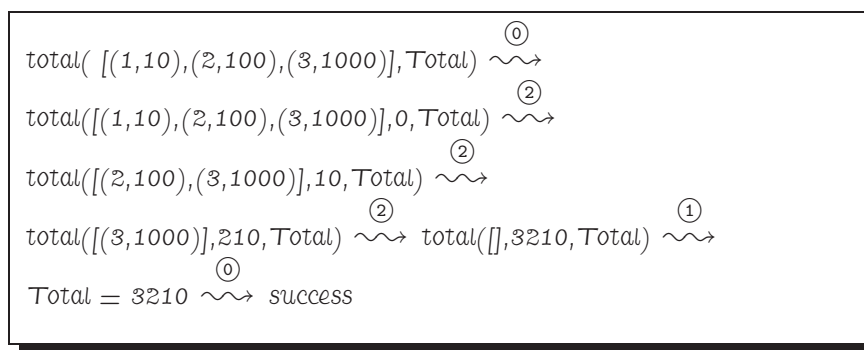 total( [(1,10),(2,100),(3,1000)],Total) ⓪⇝
total([(1,10),(2,100),(3,1000)],0,Total) ②⇝
total([(2,100),(3,1000)],10,Total) ②⇝
total([(3,1000)],210,Total) ②⇝ total([],3210,Total) ①⇝
Total = 3210 ⓪⇝ success